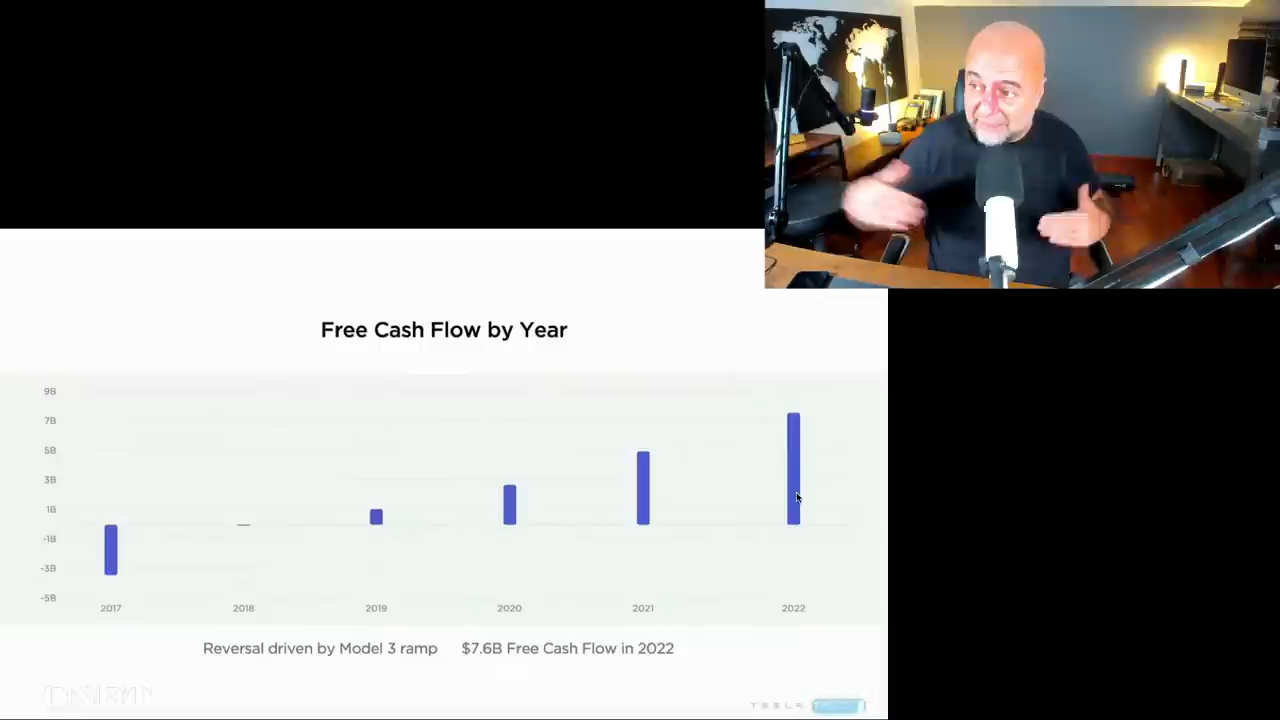 Free Cash Flow by Year
9B
7B
5B
3B
1B
-1B
-3B
-5B
2017 2018 2019 2020 2021 2022
Reversal driven by Model 3 ramp $7.6B Free Cash Flow in 2022
TESLA